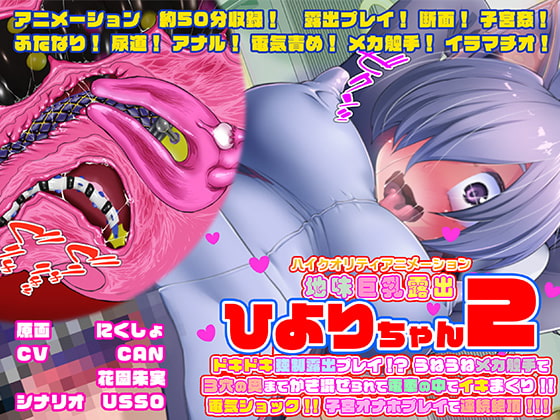 アニメーション 約50分収録！ 露出プレイ！ 断面！ 子宮姦！
ふたなり！ 尿道！ アナル！ 電気責め！ メカ触手！ イラマチオ！
ハイクオリティアニメーション
地味巨乳露出
ひよりちゃん2
ドキドキ強制露出プレイ!? うねうねメカ触手で
3穴の奥までかき混ぜられて電車の中でイキまくり!!
電気ショック!! 子宮オナホプレイで連続絶頂!!!
原画 にくしょ
CV CAN
花園朱実
シナリオ USSO